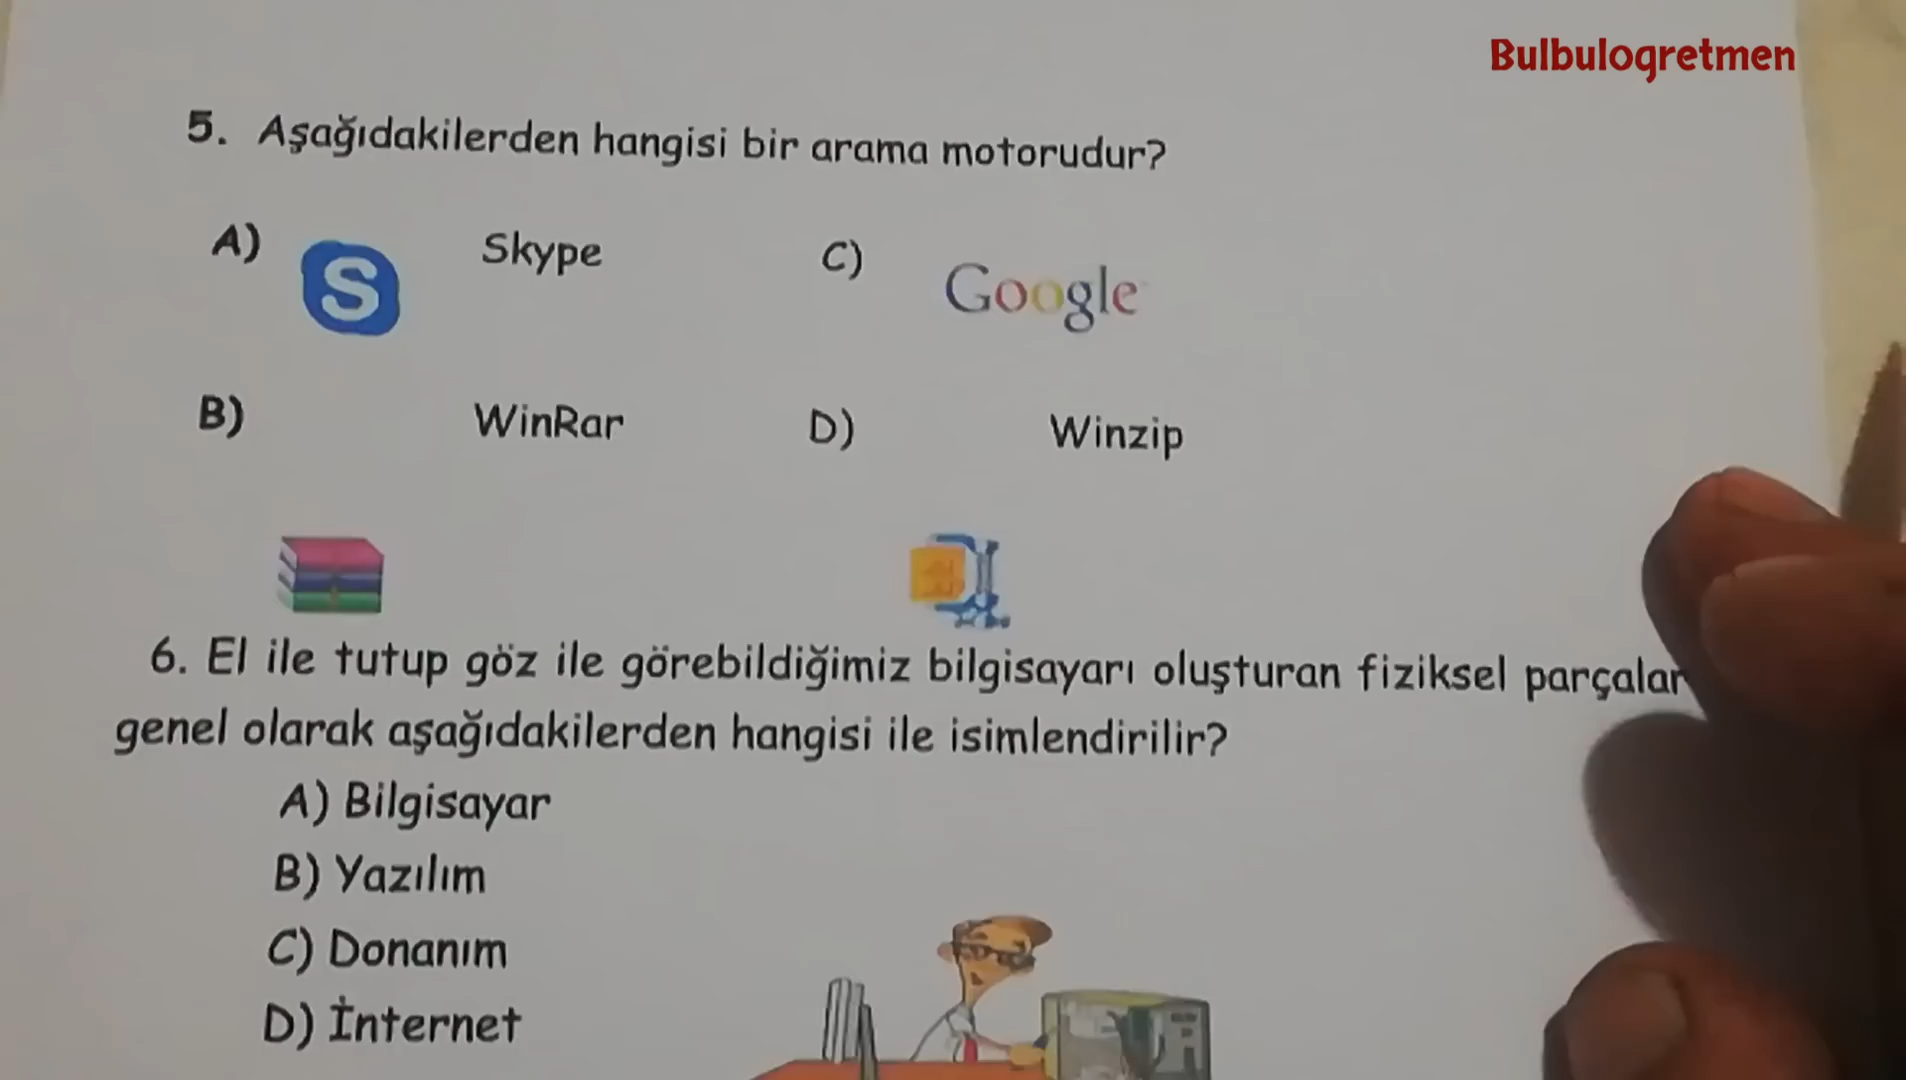 Bulbulogretmen
5. Aşağıdakilerden hangisi bir arama motorudur?
A) S Skype
C) Google
B) WinRar
D) Winzip
6. El ile tutup göz ile görebildiğimiz bilgisayarı oluşturan fiziksel parçalar
genel olarak aşağıdakilerden hangisi ile isimlendirilir?
A) Bilgisayar
B) Yazılım
C) Donanım
D) İnternet